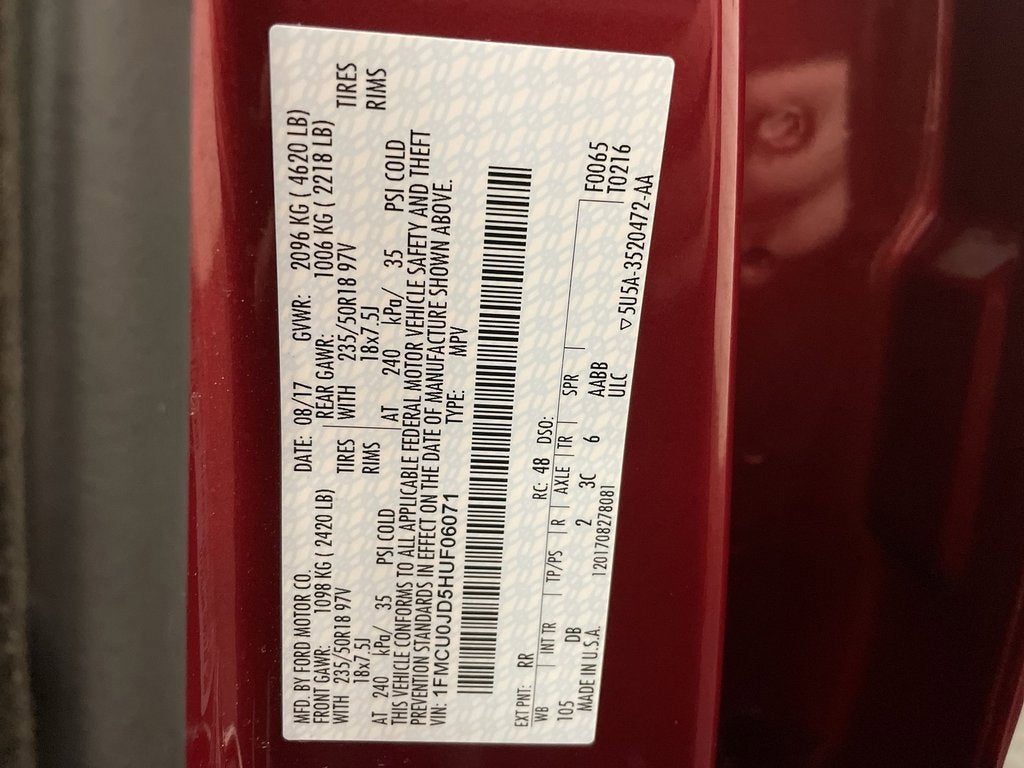 MFD. BY FORD MOTOR CO. DATE: 08/17 GVWR: 2096 KG ( 4620 LB)
FRONT GAWR: 1098 KG ( 2420 LB) REAR GAWR: 1006 KG ( 2218 LB)
WITH 235/50R18 97V TIRES WITH 235/50R18 97V TIRES
18x7.5J RIMS 18x7.5J RIMS
AT 240 kPa/ 35 PSI COLD AT 240 kPa/ 35 PSI COLD
THIS VEHICLE CONFORMS TO ALL APPLICABLE FEDERAL MOTOR VEHICLE SAFETY AND THEFT
PREVENTION STANDARDS IN EFFECT ON THE DATE OF MANUFACTURE SHOWN ABOVE.
VIN: 1FMCU0JD5HUF06071 TYPE: MPV
EXT PNT: RR RC: 48 DSO: F0065
WB INT TR TP/PS R AXLE TR SPR T0216
105 DB 2 3C 6 AABB
ULC
MADE IN U.S.A. 1201708278081 ▽5U5A-3520472-AA